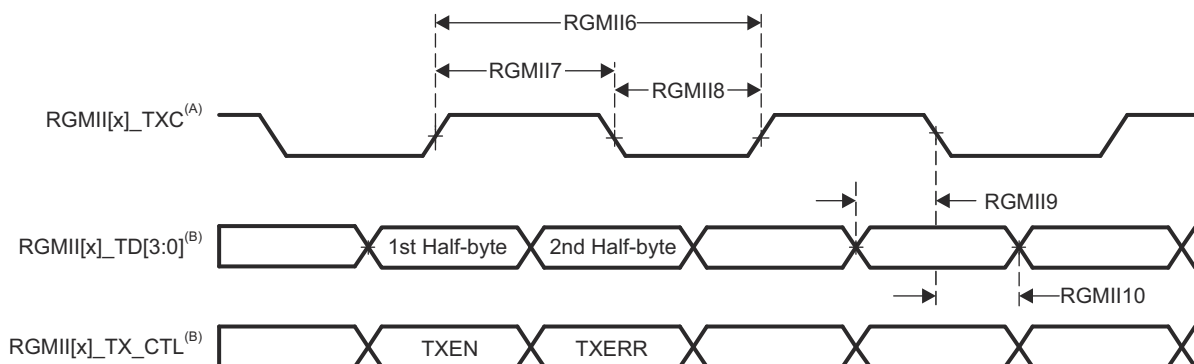 RGMII6
RGMII7
RGMII8
RGMII[x]_TXC(A)
RGMII9
RGMII[x]_TD[3:0](B)
1st Half-byte
2nd Half-byte
RGMII10
RGMII[x]_TX_CTL(B)
TXEN
TXERR